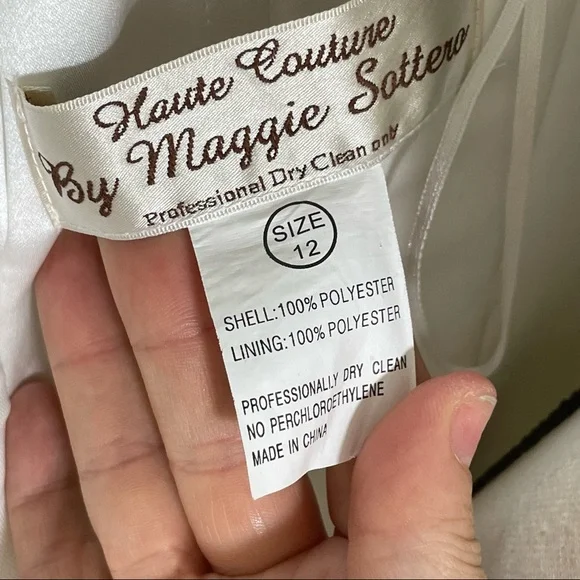 Haute Couture
By Maggie Sottero
Professional Dry Clean only
SIZE
12
SHELL:100% POLYESTER
LINING:100% POLYESTER
PROFESSIONALLY DRY CLEAN
NO PERCHLOROETHYLENE
MADE IN CHINA